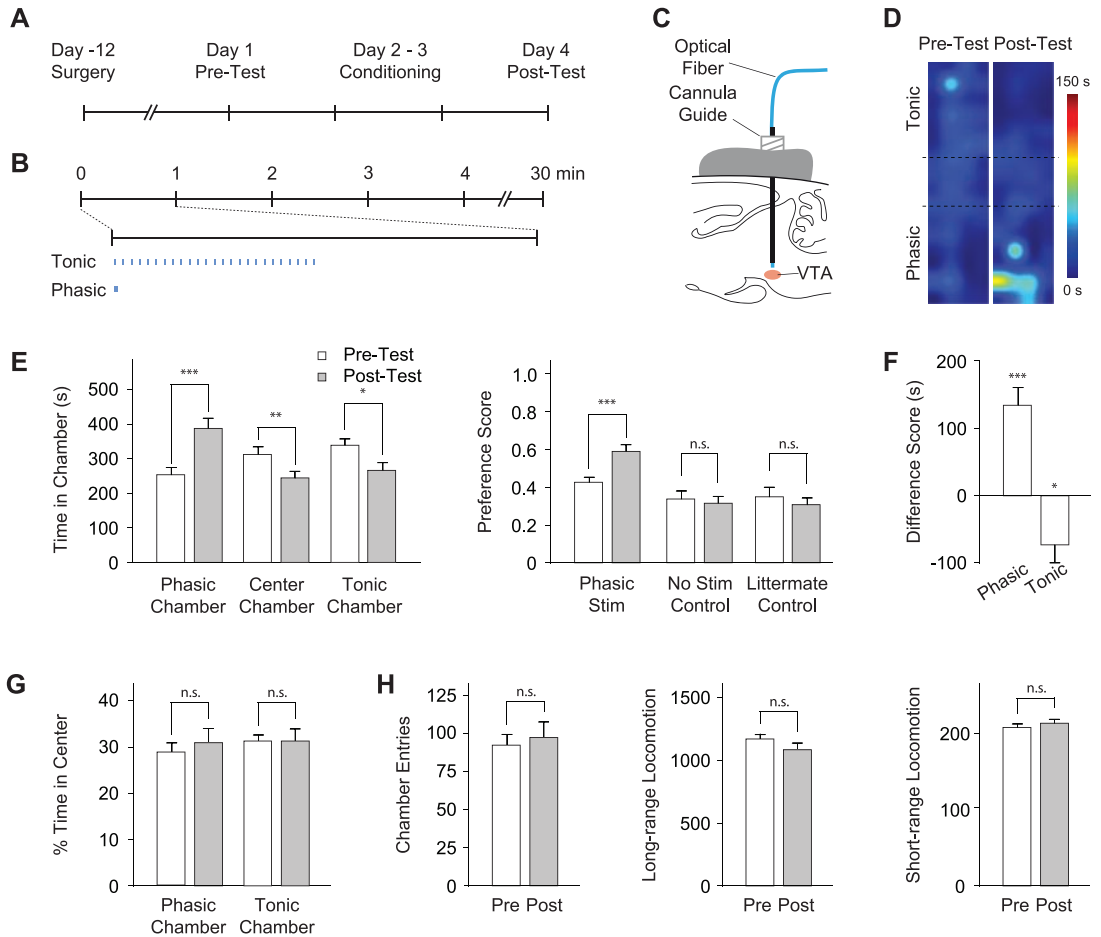 A
Day -12
Surgery
Day 1
Pre-Test
Day 2 - 3
Conditioning
Day 4
Post-Test
B
0
1
2
3
4
30 min
Tonic
Phasic
C
Optical
Fiber
Cannula
Guide
VTA
D
Pre-Test
Post-Test
Tonic
Phasic
150 s
0 s
E
Time in Chamber (s)
500
400
300
200
100
0
***
**
*
Pre-Test
Post-Test
Phasic
Chamber
Center
Chamber
Tonic
Chamber
Preference Score
1.0
0.8
0.6
0.4
0.2
0
***
n.s.
n.s.
Phasic
Stim
No Stim
Control
Littermate
Control
F
Difference Score (s)
200
100
0
-100
***
*
Phasic
Tonic
G
% Time in Center
40
30
20
10
0
n.s.
n.s.
Phasic
Chamber
Tonic
Chamber
H
Chamber Entries
125
100
75
50
25
0
n.s.
Pre Post
Long-range Locomotion
1500
1000
500
0
n.s.
Pre Post
Short-range Locomotion
200
100
0
n.s.
Pre Post